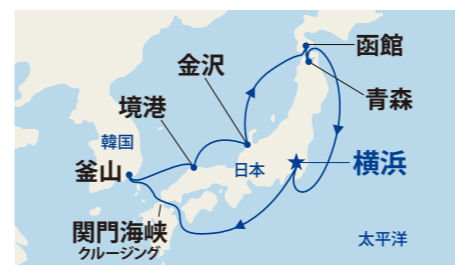 函館
青森
金沢
境港
韓国
釜山
日本
横浜
関門海峡
クルージング
太平洋